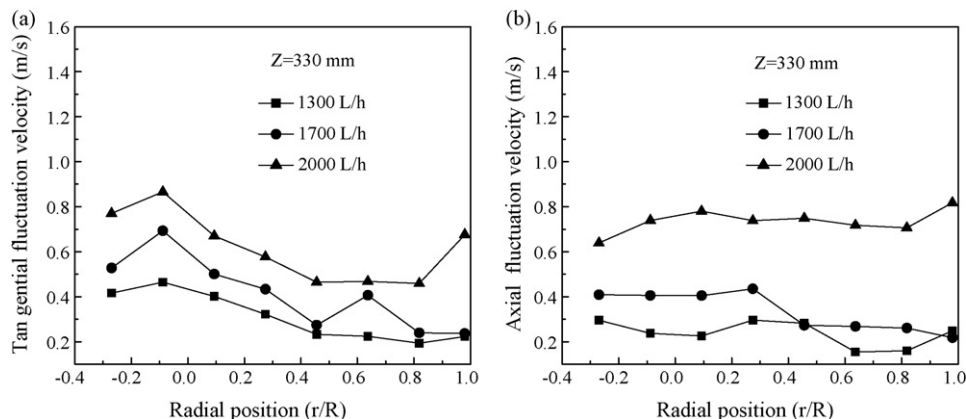 (a)
Tan gential fluctuation velocity (m/s)
1.6
1.4
1.2
1.0
0.8
0.6
0.4
0.2
Z=330 mm
1300 L/h
1700 L/h
2000 L/h
-0.4 -0.2 0.0 0.2 0.4 0.6 0.8 1.0
Radial position (r/R)
(b)
Axial fluctuation velocity (m/s)
1.6
1.4
1.2
1.0
0.8
0.6
0.4
0.2
Z=330 mm
1300 L/h
1700 L/h
2000 L/h
-0.4 -0.2 0.0 0.2 0.4 0.6 0.8 1.0
Radial position (r/R)